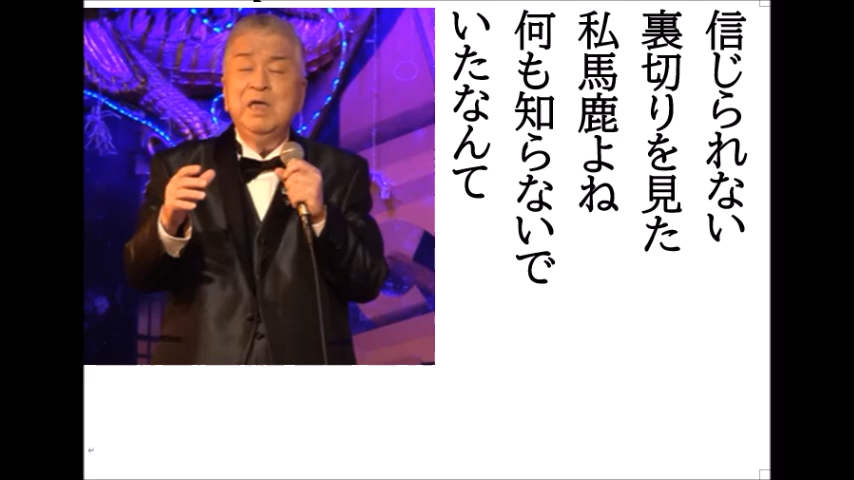 信じられない
裏切りを見た
私馬鹿よね
何も知らないで
いたなんて